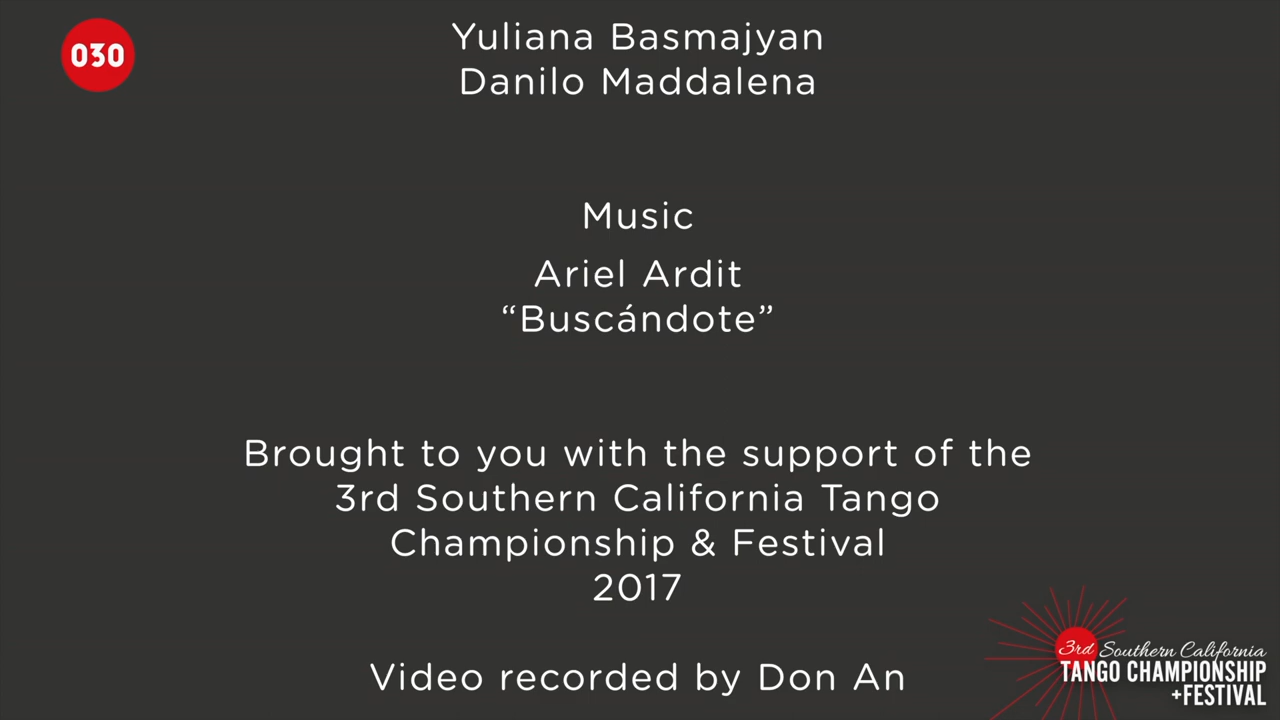 030
Yuliana Basmajyan
Danilo Maddalena
Music
Ariel Ardit
“Buscándote”
Brought to you with the support of the
3rd Southern California Tango
Championship & Festival
2017
Video recorded by Don An
3rd Southern California
TANGO CHAMPIONSHIP
+FESTIVAL